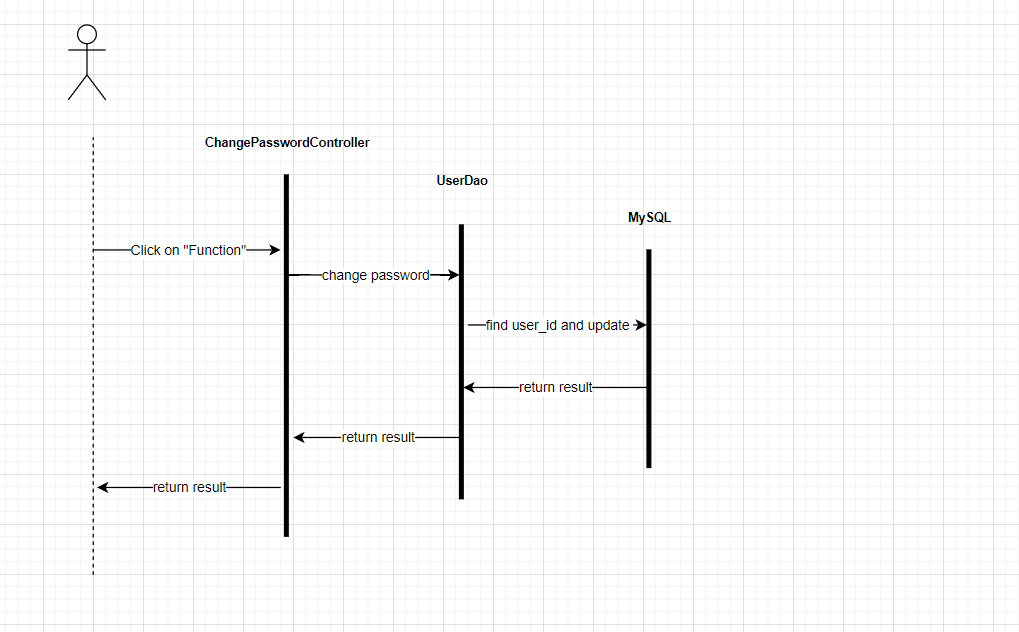 ChangePasswordController
UserDao
MySQL
Click on "Function"
change password
find user_id and update
return result
return result
return result